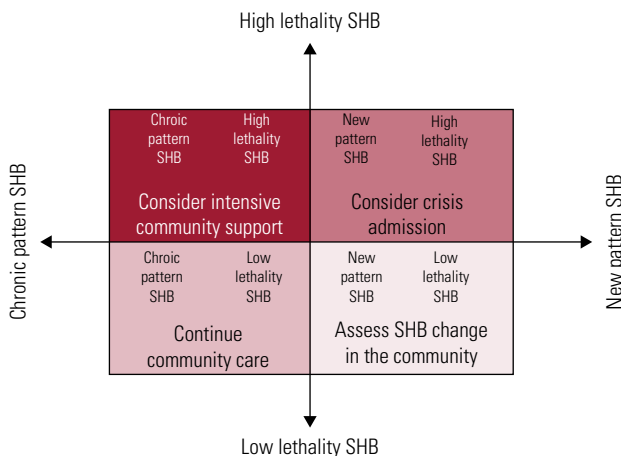 High lethality SHB
Chroic
pattern
SHB
High
lethality
SHB
New
pattern
SHB
High
lethality
SHB
Consider intensive
community support
Consider crisis
admission
Chronic pattern SHB
New pattern SHB
Chroic
pattern
SHB
Low
lethality
SHB
New
pattern
SHB
Low
lethality
SHB
Continue
community care
Assess SHB change
in the community
Low lethality SHB